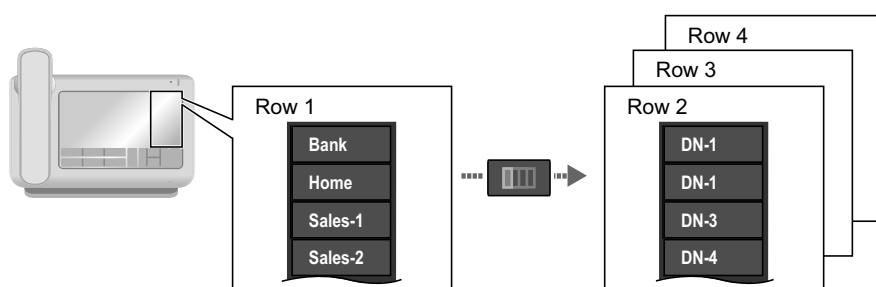 Row 1
Bank
Home
Sales-1
Sales-2
Row 4
Row 3
Row 2
DN-1
DN-1
DN-3
DN-4